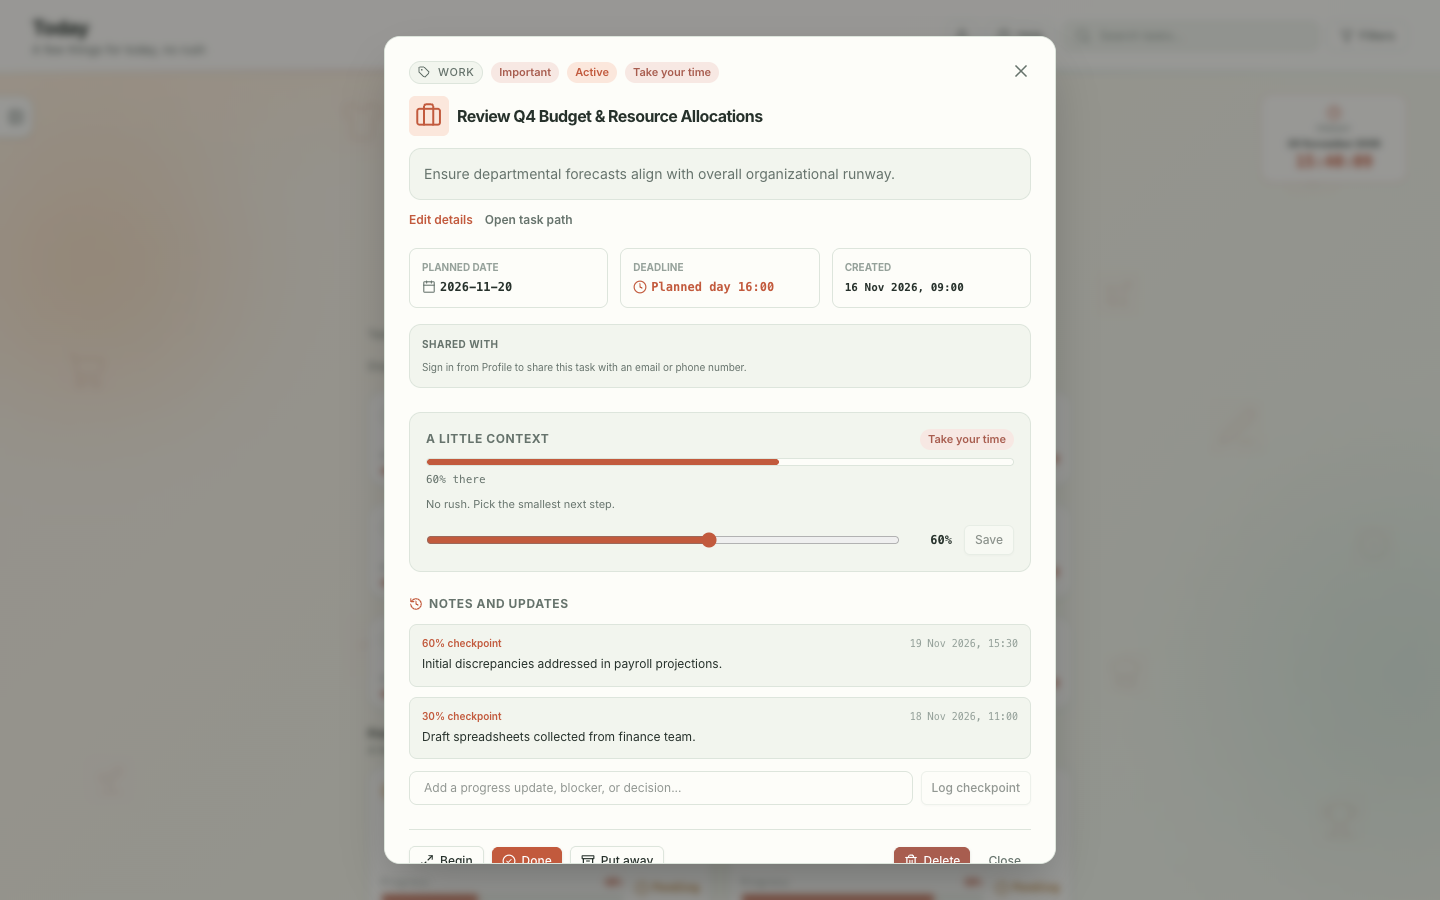 Today
WORK Important Active Take your time
Review Q4 Budget & Resource Allocations
Ensure departmental forecasts align with overall organizational runway.
Edit details Open task path
PLANNED DATE
2026-11-20
DEADLINE
Planned day 16:00
CREATED
16 Nov 2026, 09:00
SHARED WITH
Sign in from Profile to share this task with an email or phone number.
A LITTLE CONTEXT Take your time
60% there
No rush. Pick the smallest next step.
60% Save
NOTES AND UPDATES
60% checkpoint 19 Nov 2026, 15:30
Initial discrepancies addressed in payroll projections.
30% checkpoint 18 Nov 2026, 11:00
Draft spreadsheets collected from finance team.
Add a progress update, blocker, or decision... Log checkpoint
Begin Done Put away Delete Close